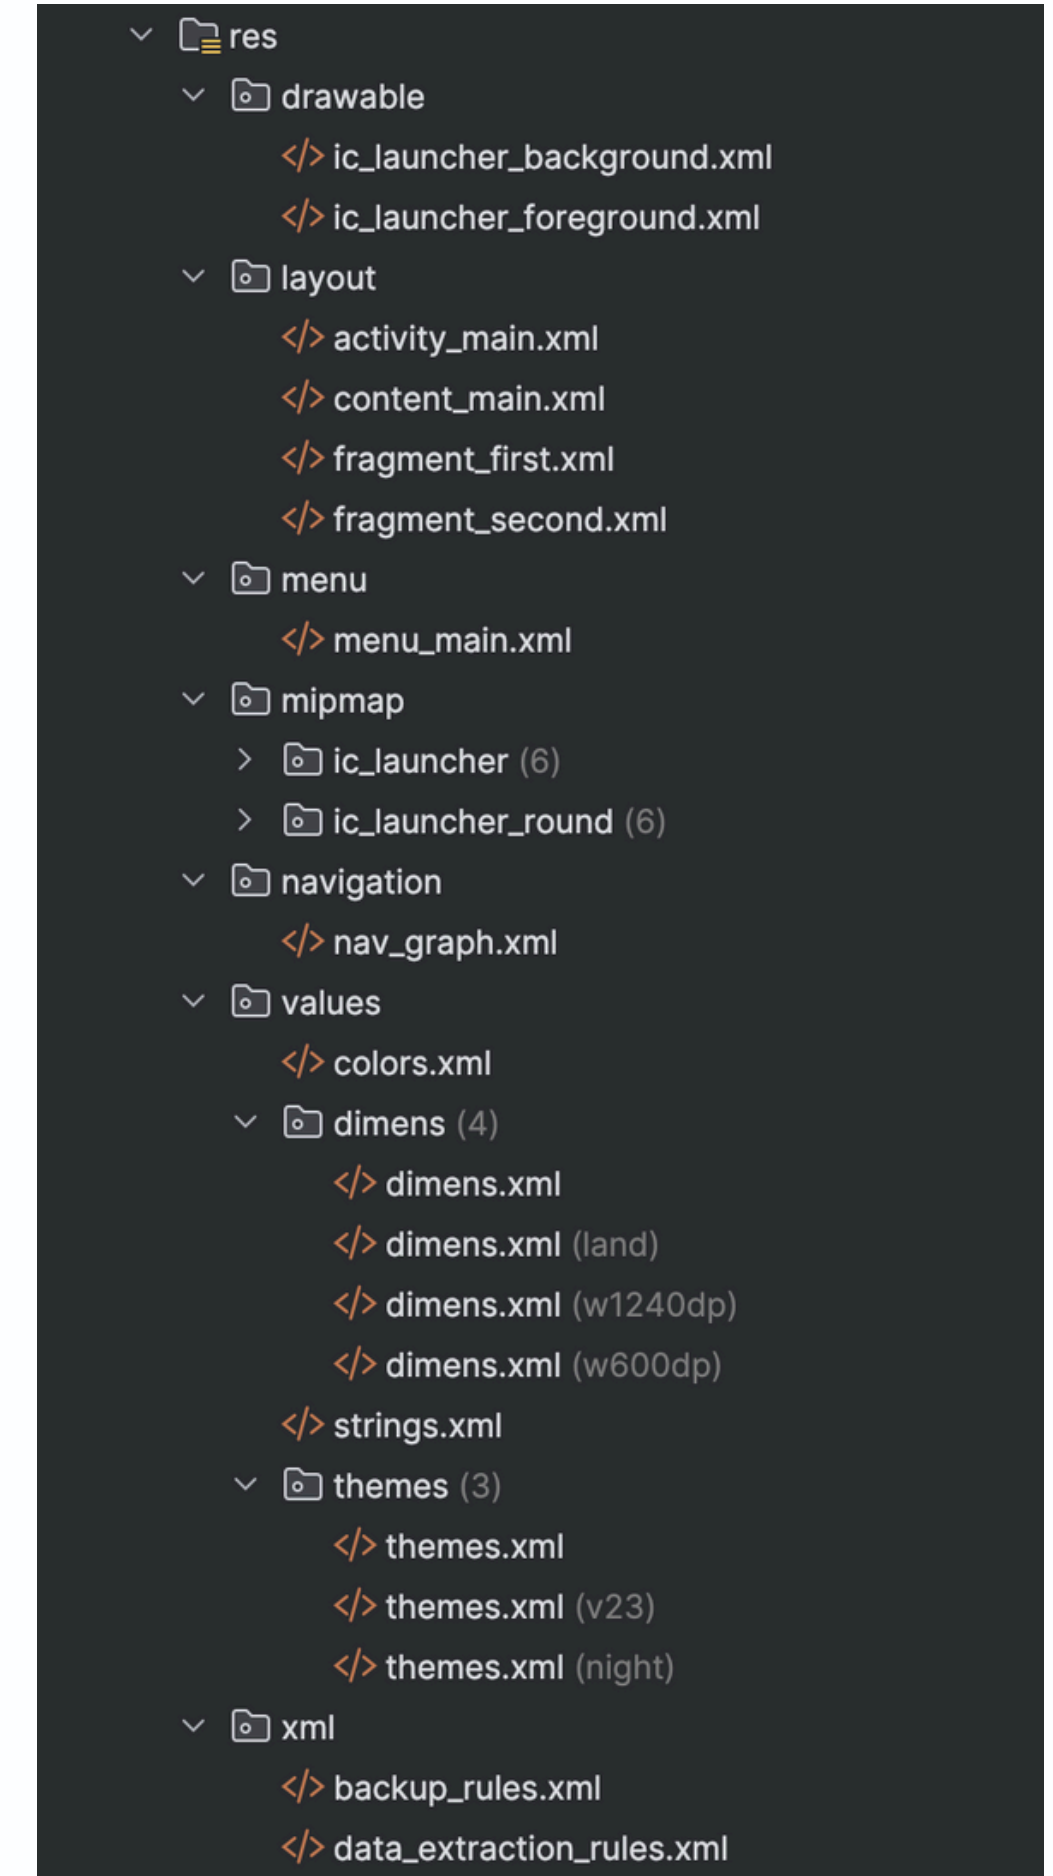 res
drawable
ic_launcher_background.xml
ic_launcher_foreground.xml
layout
activity_main.xml
content_main.xml
fragment_first.xml
fragment_second.xml
menu
menu_main.xml
mipmap
ic_launcher (6)
ic_launcher_round (6)
navigation
nav_graph.xml
values
colors.xml
dimens (4)
dimens.xml
dimens.xml (land)
dimens.xml (w1240dp)
dimens.xml (w600dp)
strings.xml
themes (3)
themes.xml
themes.xml (v23)
themes.xml (night)
xml
backup_rules.xml
data_extraction_rules.xml